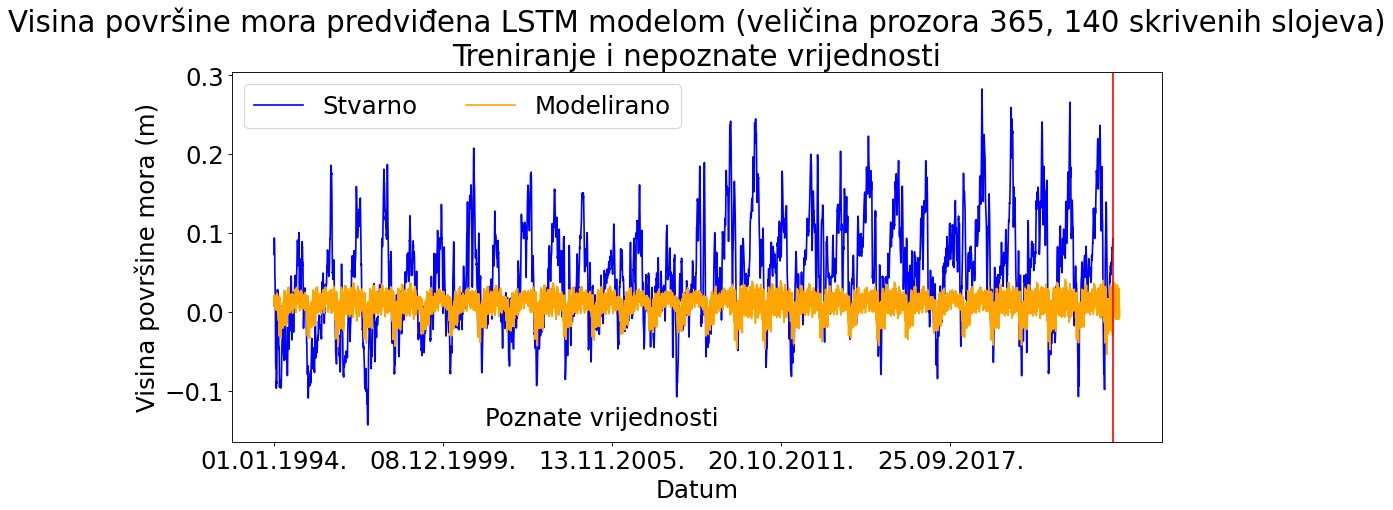 Visina površine mora predviđena LSTM modelom (veličina prozora 365, 140 skrivenih slojeva)
Treniranje i nepoznate vrijednosti
Stvarno Modelirano
Visina površine mora (m)
0.3
0.2
0.1
0.0
−0.1
Poznate vrijednosti
01.01.1994. 08.12.1999. 13.11.2005. 20.10.2011. 25.09.2017.
Datum